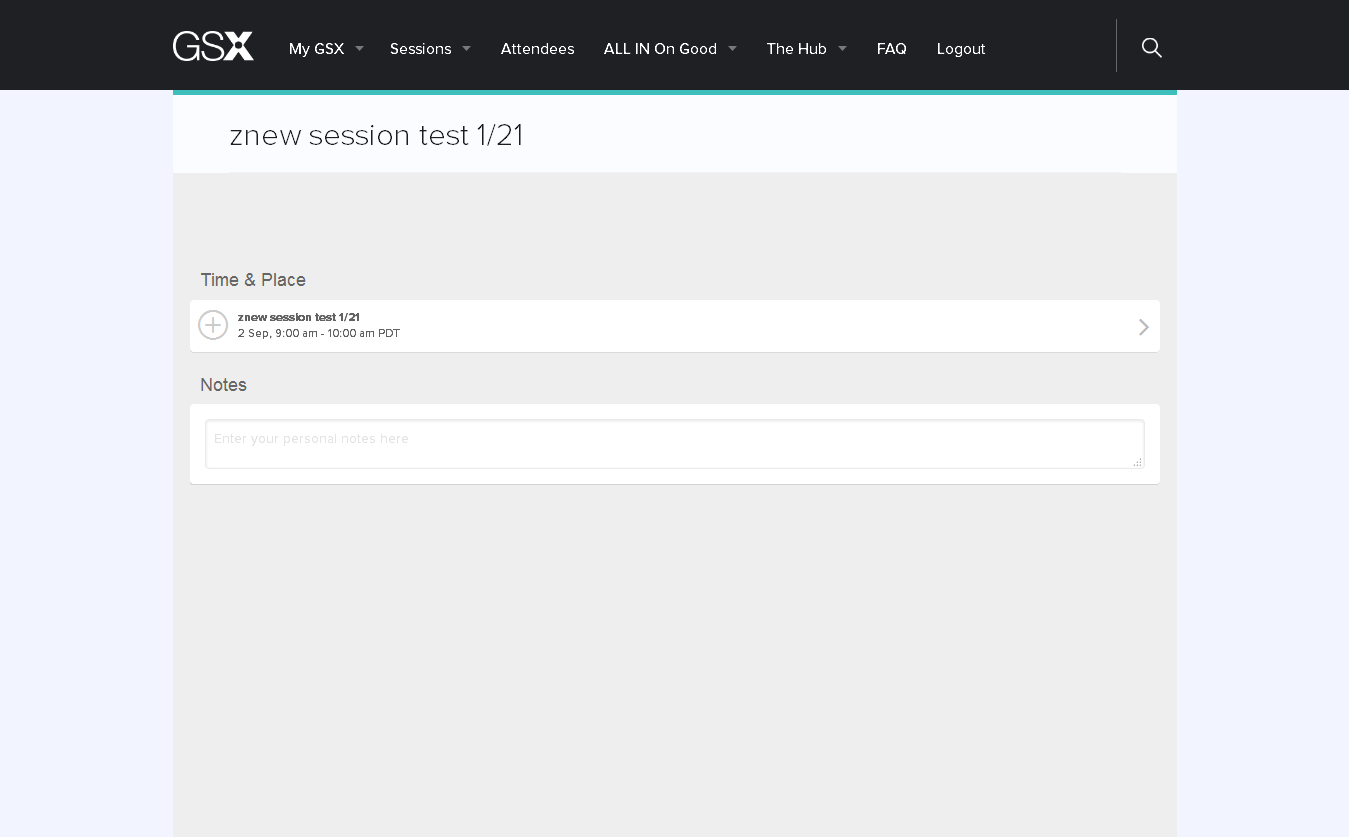 GSX My GSX Sessions Attendees ALL IN On Good The Hub FAQ Logout
znew session test 1/21
Time & Place
znew session test 1/21
2 Sep, 9:00 am - 10:00 am PDT
Notes
Enter your personal notes here